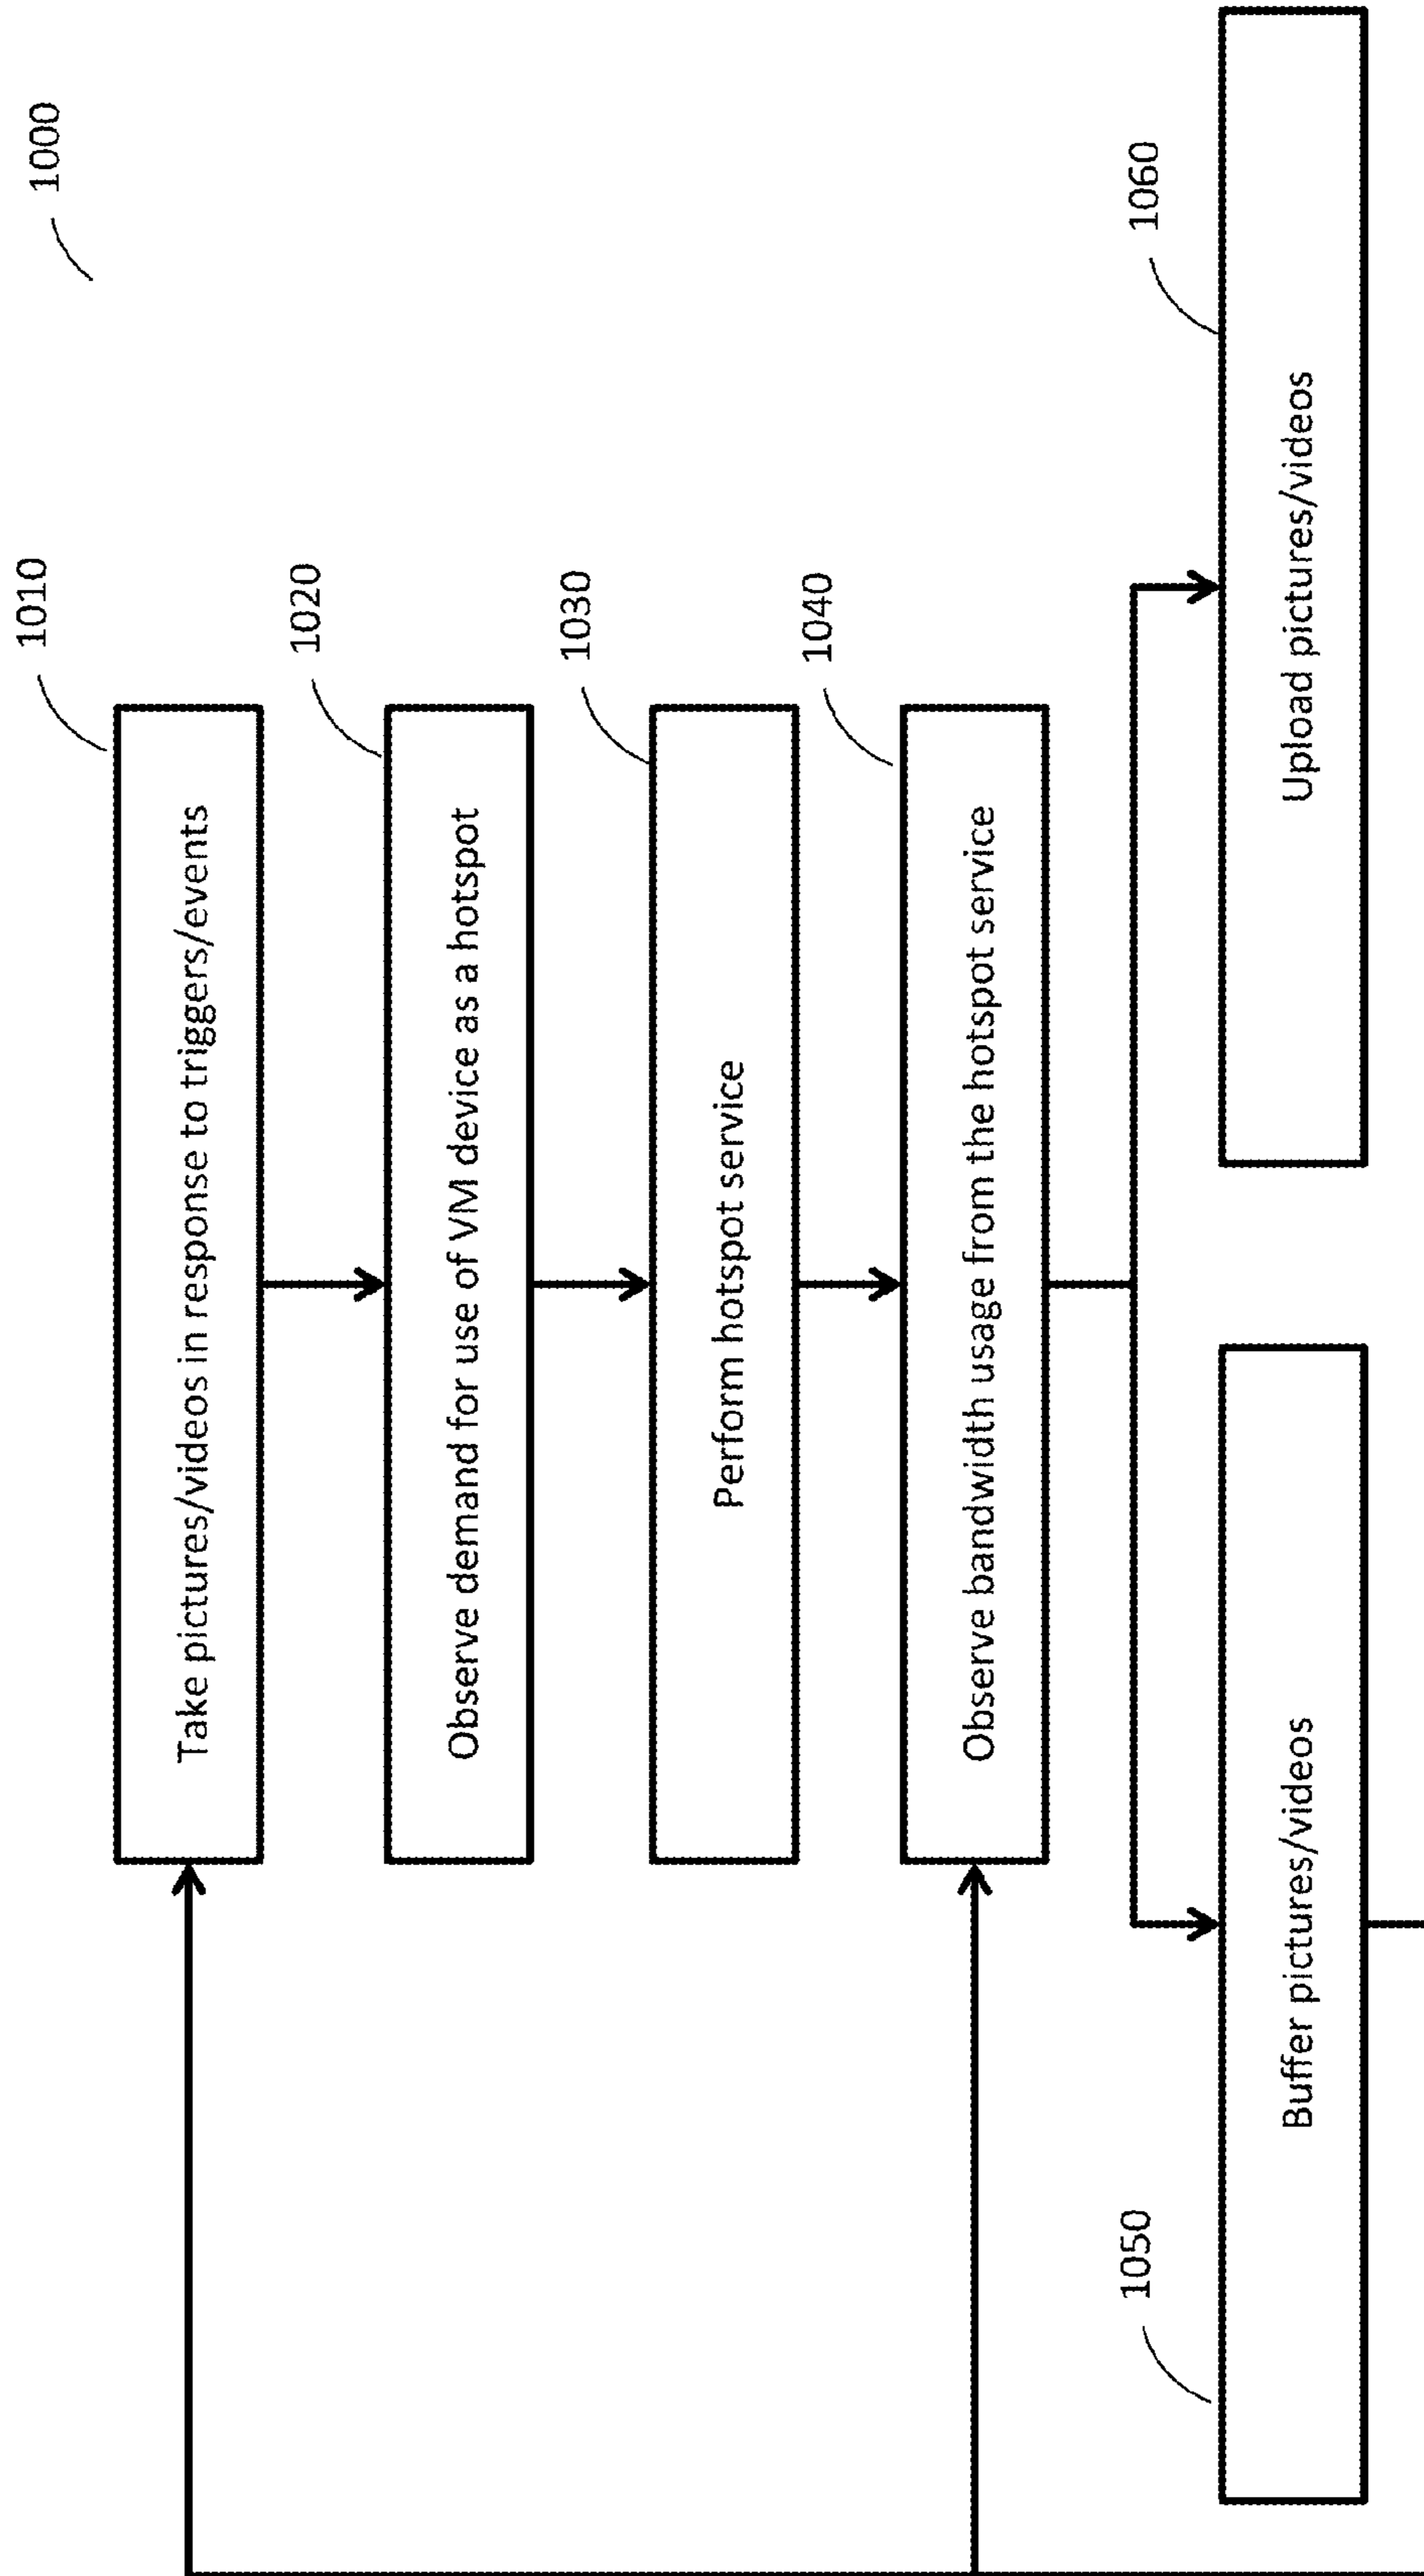 1000
1010
Take pictures/videos in response to triggers/events
1020
Observe demand for use of VM device as a hotspot
1030
Perform hotspot service
1040
Observe bandwidth usage from the hotspot service
1050
Buffer pictures/videos
1060
Upload pictures/videos